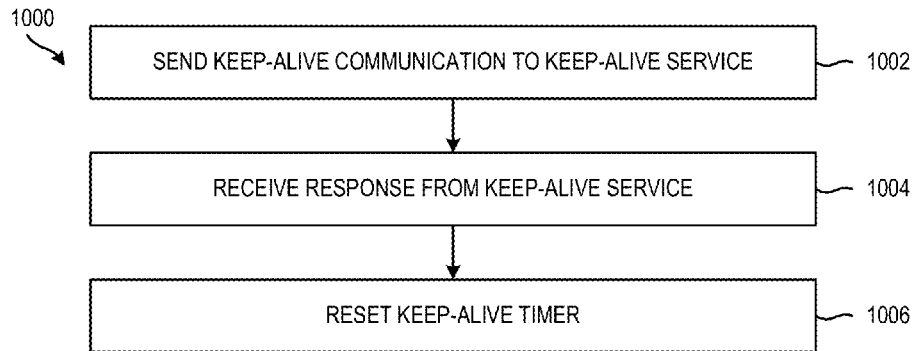 1000
SEND KEEP-ALIVE COMMUNICATION TO KEEP-ALIVE SERVICE
1002
RECEIVE RESPONSE FROM KEEP-ALIVE SERVICE
1004
RESET KEEP-ALIVE TIMER
1006